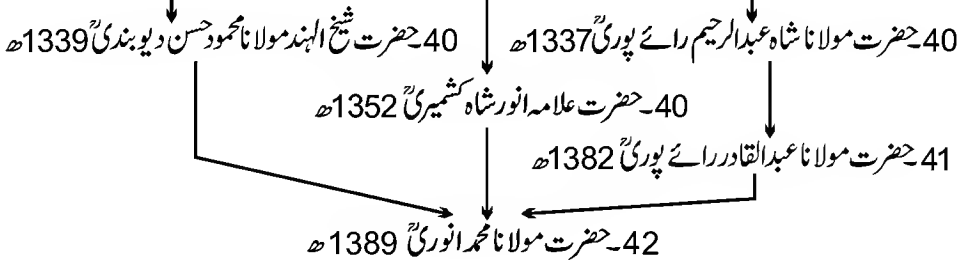 40۔حضرت مولانا شاہ عبدالرحیم رائے پوریؒ 1337ھ
40۔حضرت شیخ الہند مولانا محمود حسن دیوبندیؒ 1339ھ
40۔حضرت علامہ انور شاہ کشمیریؒ 1352ھ
41۔حضرت مولانا عبدالقادر رائے پوریؒ 1382ھ
42۔حضرت مولانا محمد انوریؒ 1389ھ